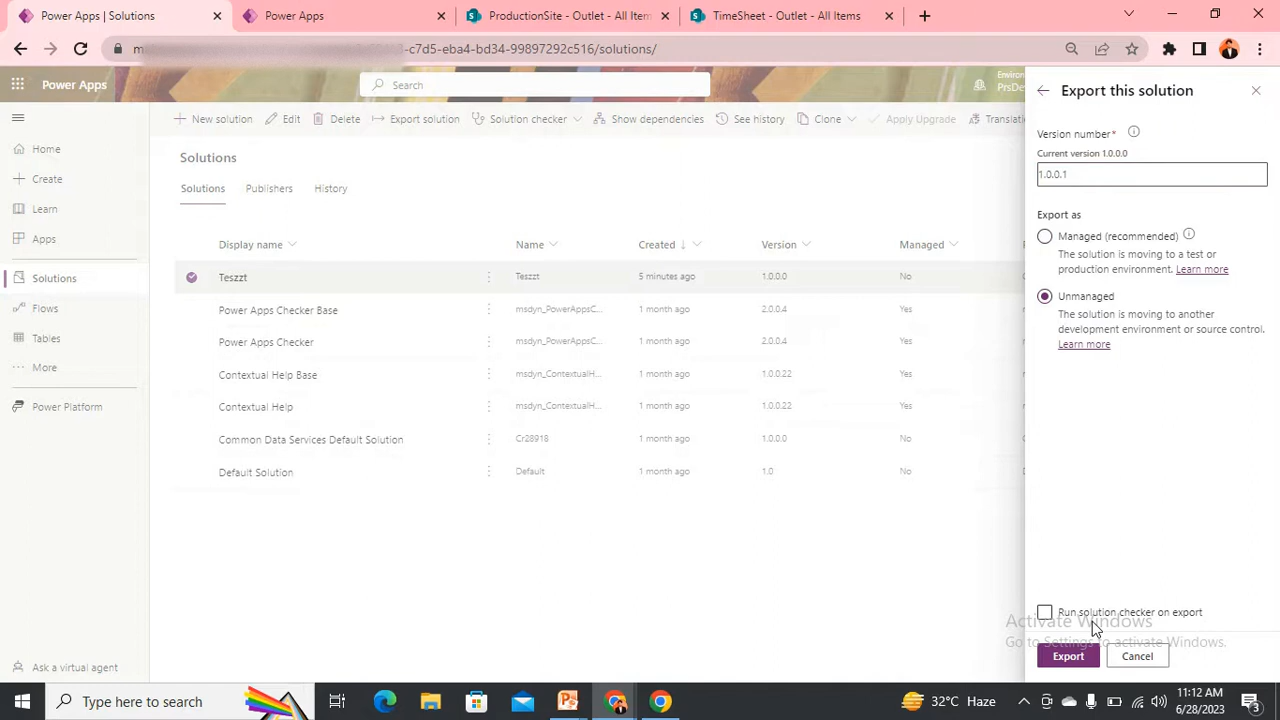 Power Apps | Solutions
Power Apps
ProductionSite - Outlet - All Item
TimeSheet - Outlet - All Items
-c7d5-eba4-bd34-99897292c516/solutions/
Power Apps
Search
Environ
PrsDev
New solution
Edit
Delete
Export solution
Solution checker
Show dependencies
See history
Clone
Apply Upgrade
Translation
Home
Create
Learn
Apps
Solutions
Flows
Tables
More
Power Platform
Ask a virtual agent
Solutions
Solutions Publishers History
Display name Name Created Version Managed
Teszzt Teszzt 5 minutes ago 1.0.0.0 No
Power Apps Checker Base msdyn_PowerAppsC... 1 month ago 2.0.0.4 Yes
Power Apps Checker msdyn_PowerAppsC... 1 month ago 2.0.0.4 Yes
Contextual Help Base msdyn_ContextualH... 1 month ago 1.0.0.22 Yes
Contextual Help msdyn_ContextualH... 1 month ago 1.0.0.22 Yes
Common Data Services Default Solution Cr28918 1 month ago 1.0.0.0 No
Default Solution Default 1 month ago 1.0 No
Export this solution
Version number*
Current version 1.0.0.0
1.0.0.1
Export as
Managed (recommended)
The solution is moving to a test or
production environment. Learn more
Unmanaged
The solution is moving to another
development environment or source control.
Learn more
Run solution checker on export
Activate Windows
Go to Settings to activate Windows.
Export
Cancel
Type here to search
32°C Haze
11:12 AM
6/28/2023
3